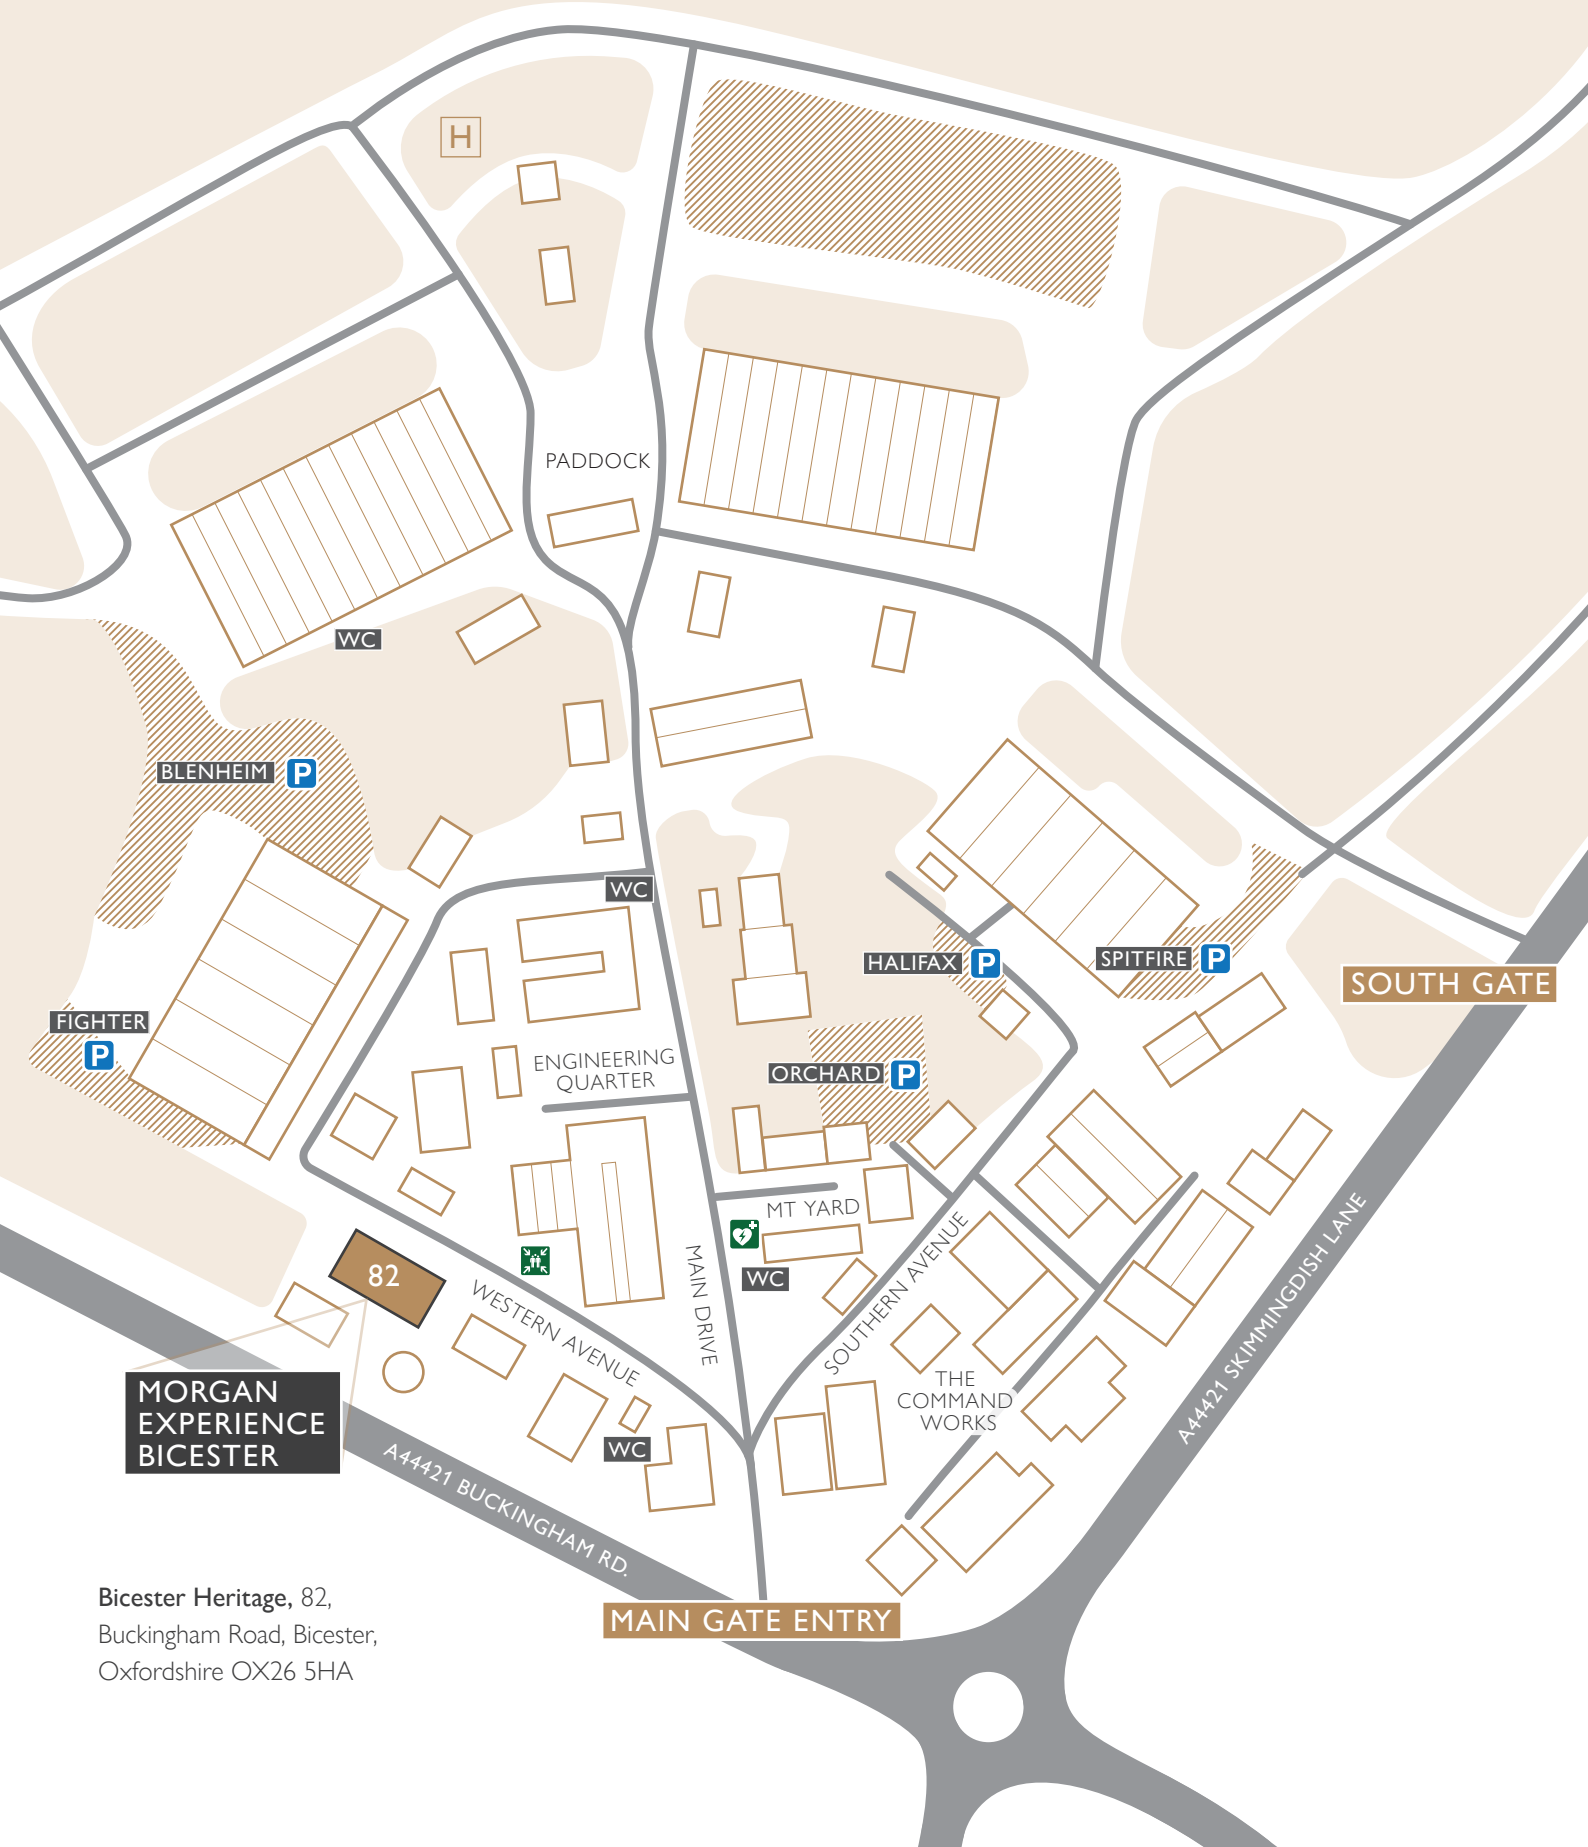 H
PADDOCK
WC
BLENHEIM P
WC
HALIFAX P
SPITFIRE P
SOUTH GATE
FIGHTER
P
ENGINEERING
QUARTER
ORCHARD P
MT YARD
WC
82
WESTERN AVENUE
MAIN DRIVE
SOUTHERN AVENUE
A44421 SKIMMINGDISH LANE
THE
COMMAND
WORKS
MORGAN
EXPERIENCE
BICESTER
WC
A44421 BUCKINGHAM RD.
MAIN GATE ENTRY
Bicester Heritage, 82,
Buckingham Road, Bicester,
Oxfordshire OX26 5HA